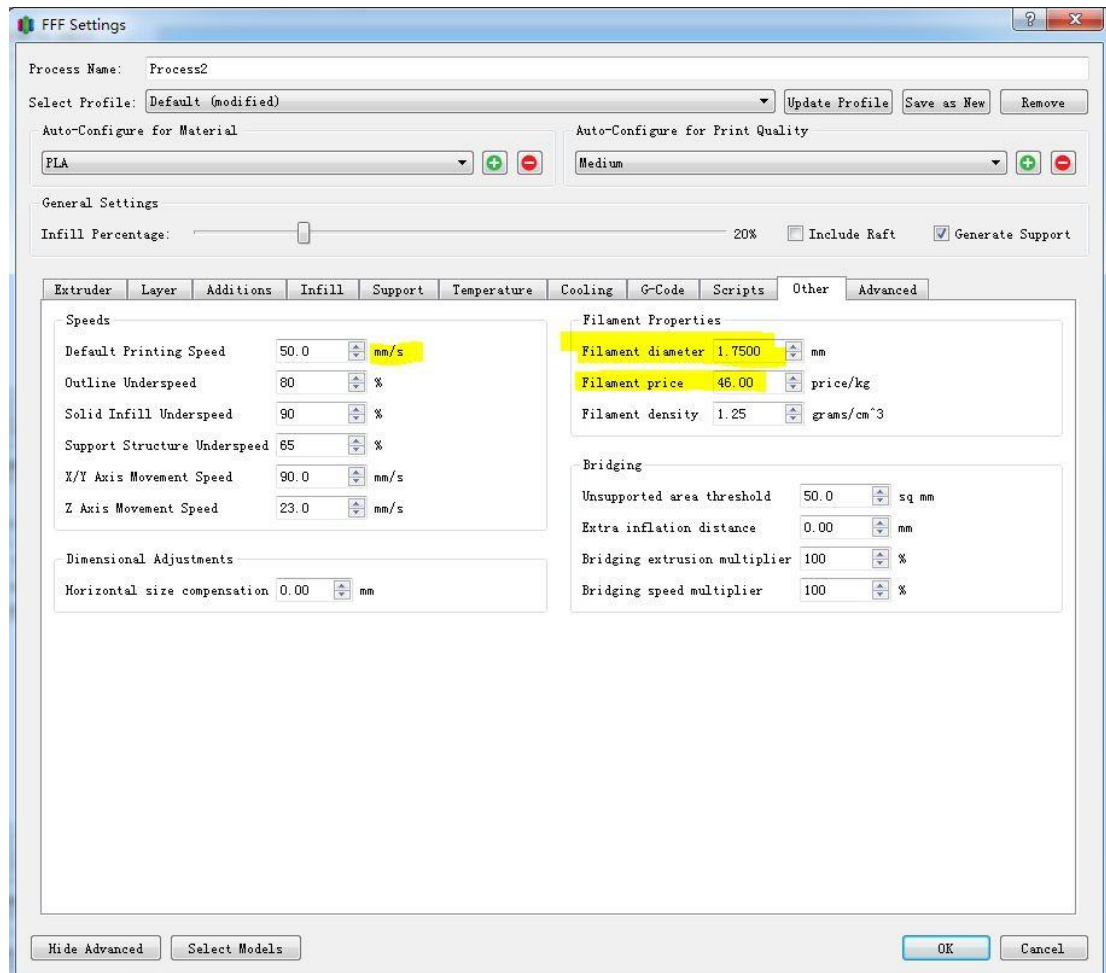 FFF Settings
Process Name: Process2
Select Profile: Default (modified) Update Profile Save as New Remove
Auto-Configure for Material
PLA
Auto-Configure for Print Quality
Medium
General Settings
Infill Percentage: 20% Include Raft Generate Support
Extruder Layer Additions Infill Support Temperature Cooling G-Code Scripts Other Advanced
Speeds
Default Printing Speed 50.0 mm/s
Outline Underspeed 80 %
Solid Infill Underspeed 90 %
Support Structure Underspeed 65 %
X/Y Axis Movement Speed 90.0 mm/s
Z Axis Movement Speed 23.0 mm/s
Dimensional Adjustments
Horizontal size compensation 0.00 mm
Filament Properties
Filament diameter 1.7500 mm
Filament price 46.00 price/kg
Filament density 1.25 grams/cm^3
Bridging
Unsupported area threshold 50.0 sq mm
Extra inflation distance 0.00 mm
Bridging extrusion multiplier 100 %
Bridging speed multiplier 100 %
Hide Advanced Select Models OK Cancel